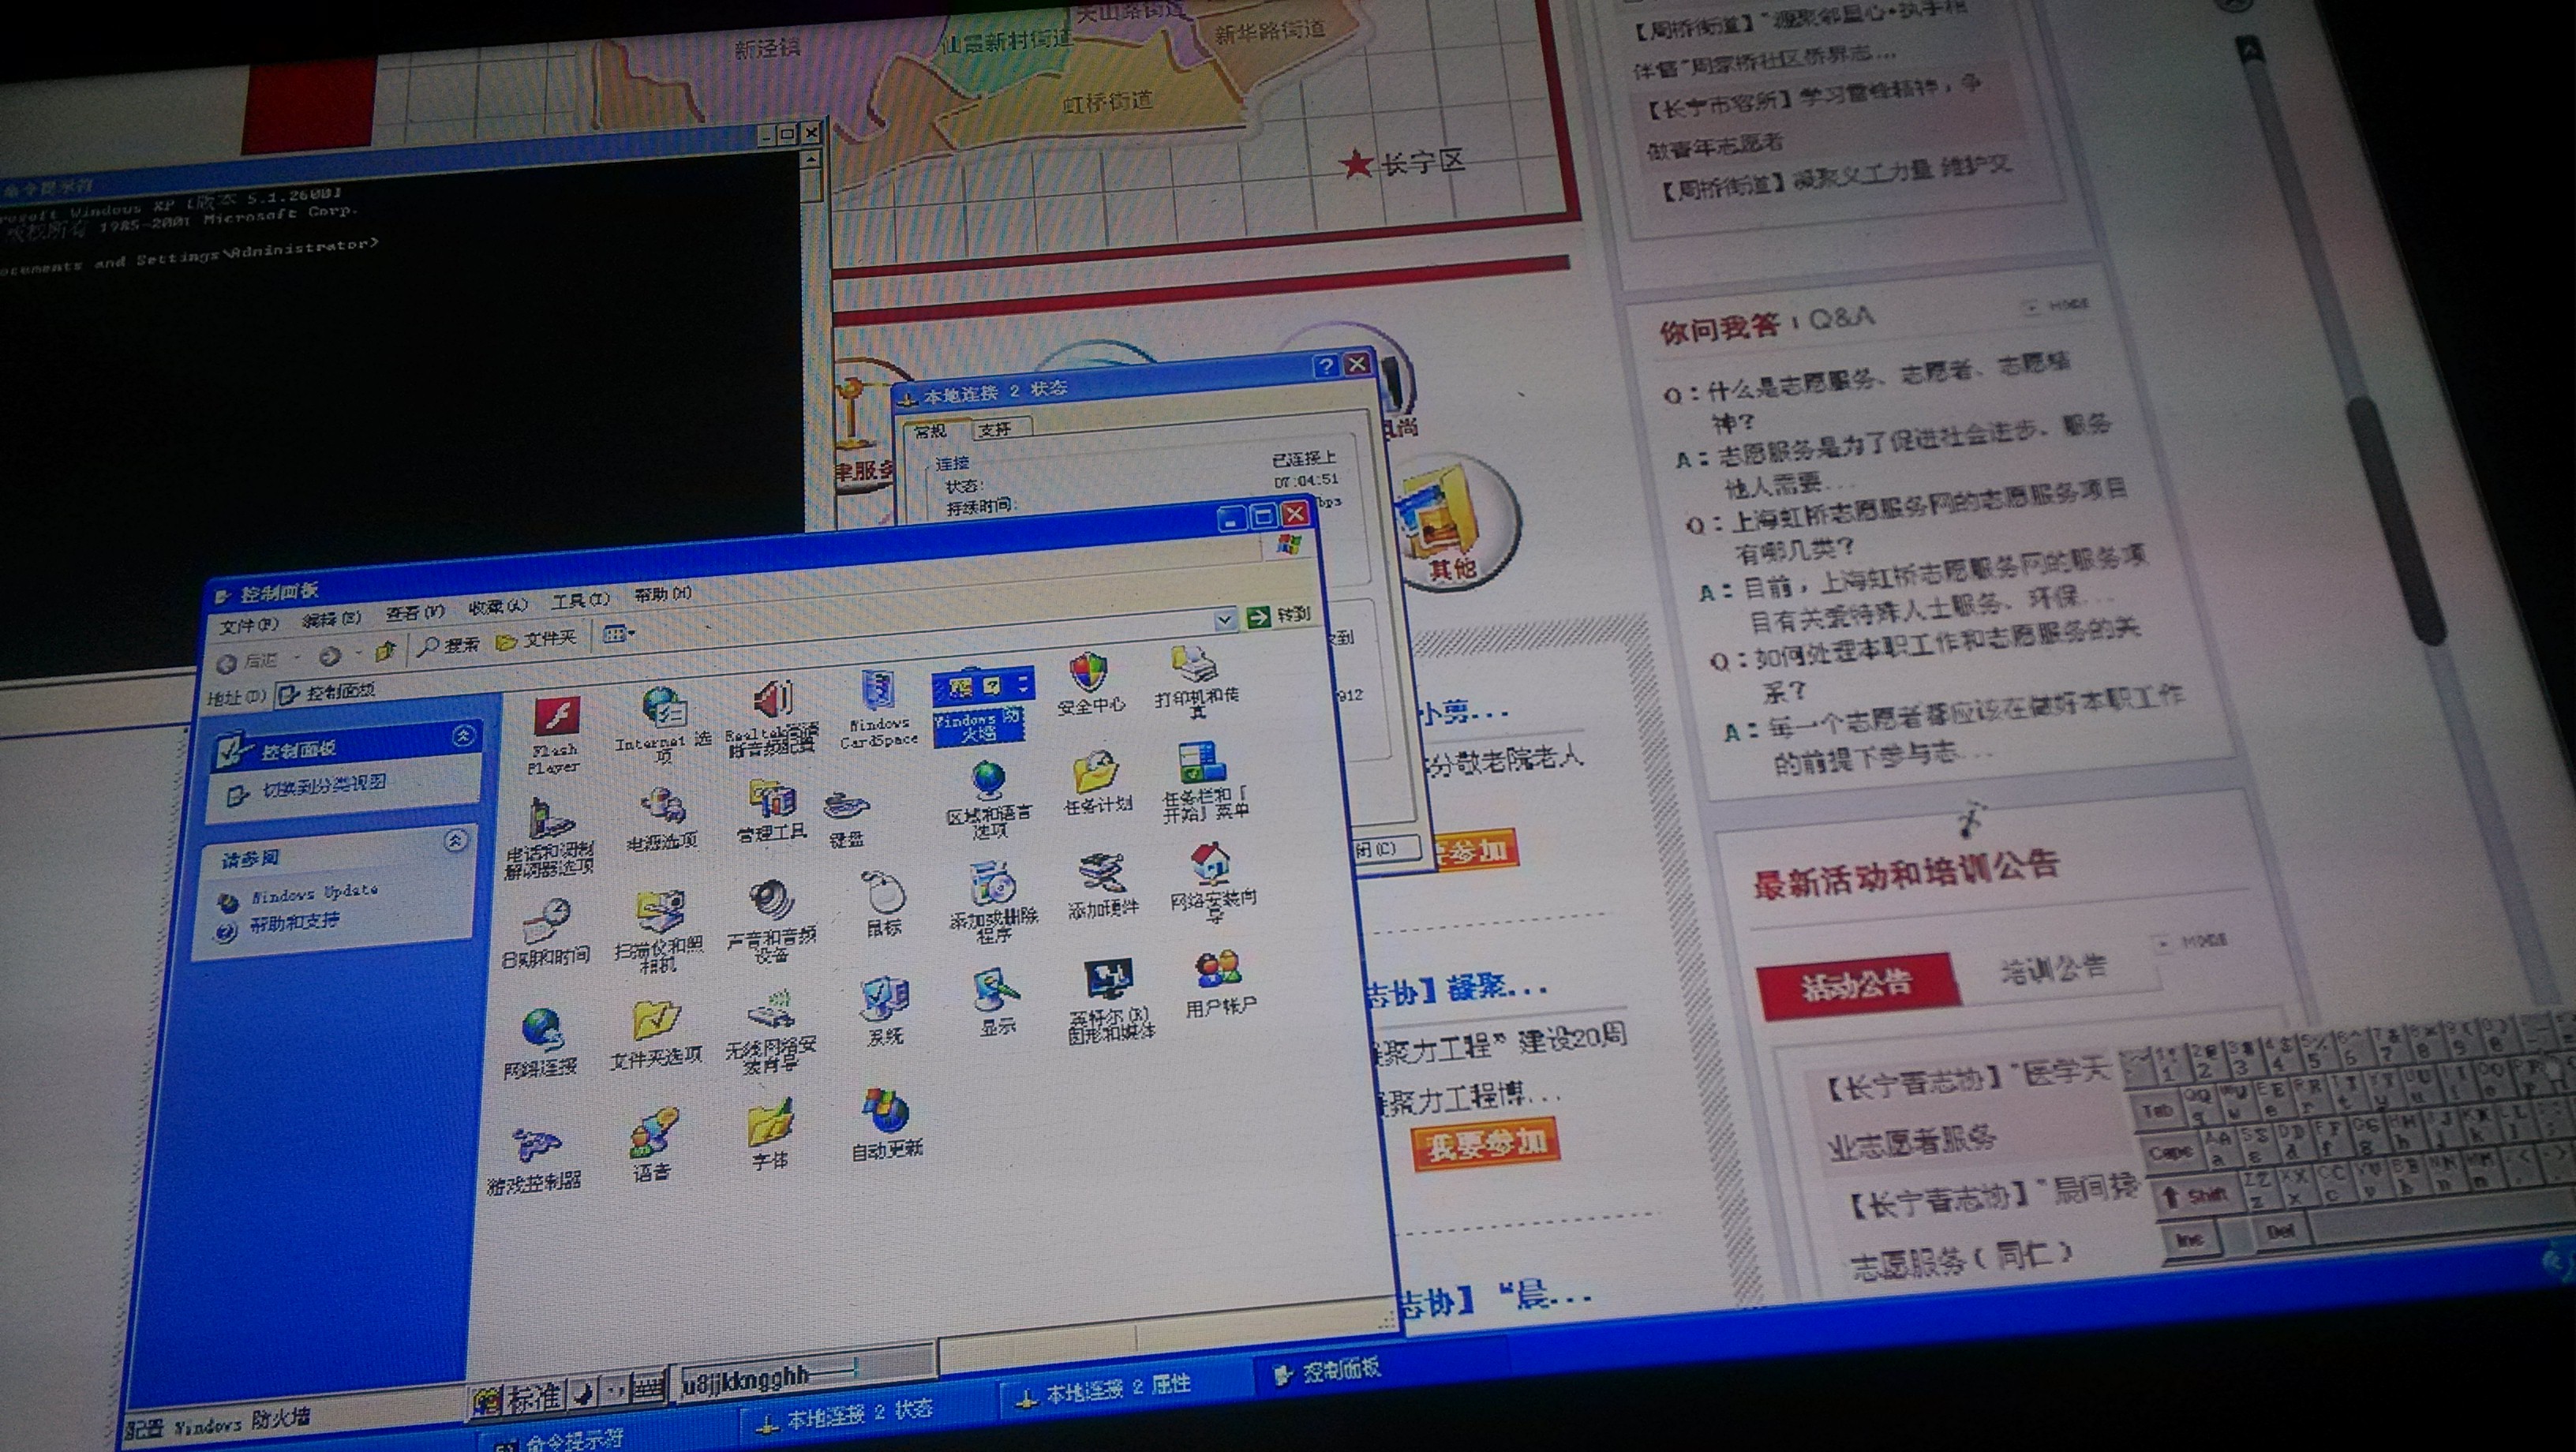 新泾镇
仙霞新村街道
天山路街道
新华路街道
虹桥街道
长宁区
命令提示符
rosoft Windows XP [版本 5.1.2600]
版权所有 1985-2001 Microsoft Corp.
ocuments and Settings\Administrator>
【周桥街道】“源聚邻里心·执手相
伴督“周家桥社区侨界志...
【长宁市容所】学习雷锋精神，争
做青年志愿者
【周桥街道】凝聚义工力量 维护交
你问我答：Q&A
MORE
Q：什么是志愿服务、志愿者、志愿精
神？
A：志愿服务是为了促进社会进步、服务
他人需要...
Q：上海虹桥志愿服务网的志愿服务项目
有哪几类？
A：目前，上海虹桥志愿服务网的服务项
目有关爱特殊人士服务、环保...
Q：如何处理本职工作和志愿服务的关
系？
A：每一个志愿者都应该在做好本职工作
的前提下参与志...
最新活动和培训公告
MORE
活动公告
培训公告
【长宁青志协】“医学天
业志愿者服务
【长宁青志协】“晨间接
志愿服务（同仁）
律服务
尚
其他
本地连接 2 状态
常规
支持
连接
状态:
已连接上
持续时间:
07:04:51
bps
收到
912
闭(C)
小剪...
分敬老院老人
要参加
志协】凝聚...
凝聚力工程”建设20周
凝聚力工程博...
我要参加
志协】“晨...
控制面板
文件(F)
编辑(E)
查看(V)
收藏(A)
工具(T)
帮助(H)
后退
搜索
文件夹
地址(D)
控制面板
转到
控制面板
切换到分类视图
请参阅
Windows Update
帮助和支持
Flash
Player
Internet 选
项
Realtek高清
晰音频配置
Windows
CardSpace
Windows 防
火墙
安全中心
打印机和传
真
电话和调制
解调器选项
电源选项
管理工具
键盘
区域和语言
选项
任务计划
任务栏和「
开始」菜单
日期和时间
扫描仪和照
相机
声音和音频
设备
鼠标
添加或删除
程序
添加硬件
网络安装向
导
网络连接
文件夹选项
无线网络安
装向导
系统
显示
英特尔(R)
图形和媒体
用户帐户
游戏控制器
语音
字体
自动更新
配置 Windows 防火墙
标准
u8jjkkngghh
命令提示符
本地连接 2 状态
本地连接 2 属性
控制面板
Tab
Caps
Shift
Ins
Del